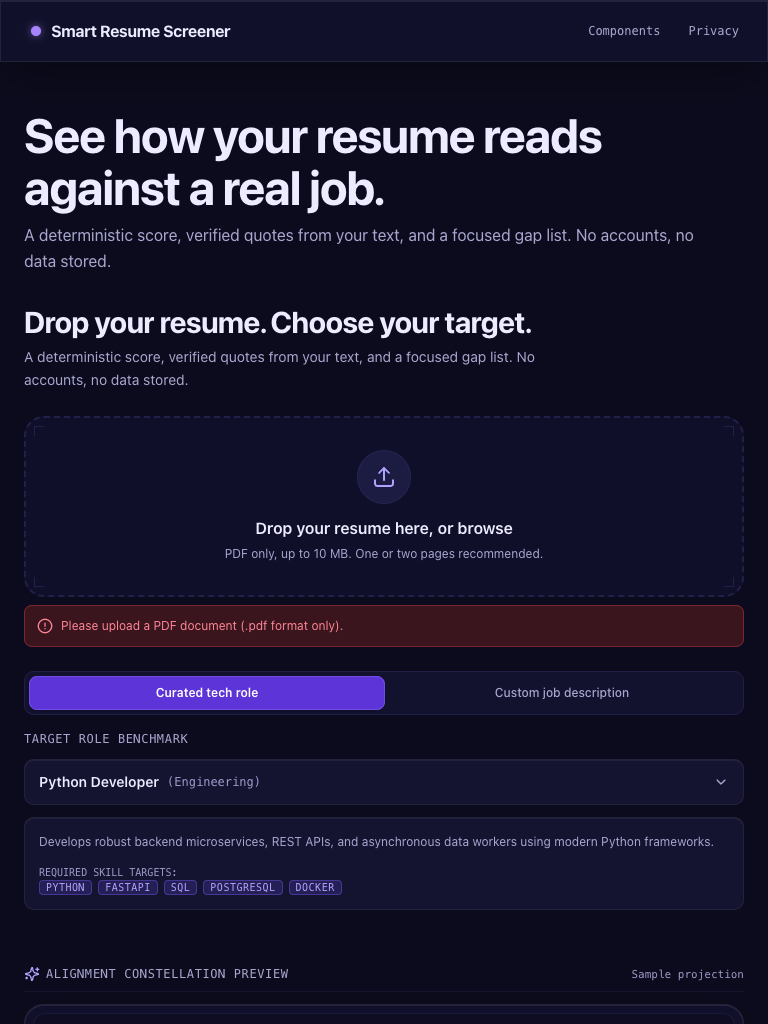 Smart Resume Screener
Components
Privacy
See how your resume reads
against a real job.
A deterministic score, verified quotes from your text, and a focused gap list. No accounts, no
data stored.
Drop your resume. Choose your target.
A deterministic score, verified quotes from your text, and a focused gap list. No
accounts, no data stored.
Drop your resume here, or browse
PDF only, up to 10 MB. One or two pages recommended.
Please upload a PDF document (.pdf format only).
Curated tech role
Custom job description
TARGET ROLE BENCHMARK
Python Developer (Engineering)
Develops robust backend microservices, REST APIs, and asynchronous data workers using modern Python frameworks.
REQUIRED SKILL TARGETS:
PYTHON FASTAPI SQL POSTGRESQL DOCKER
ALIGNMENT CONSTELLATION PREVIEW
Sample projection